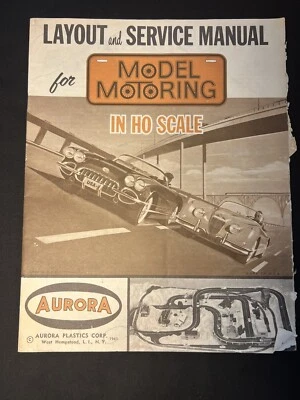 LAYOUT and SERVICE MANUAL
for
MODEL
MOTORING
IN HO SCALE
AURORA
© AURORA PLASTICS CORP.
West Hempstead, L. I., N. Y.